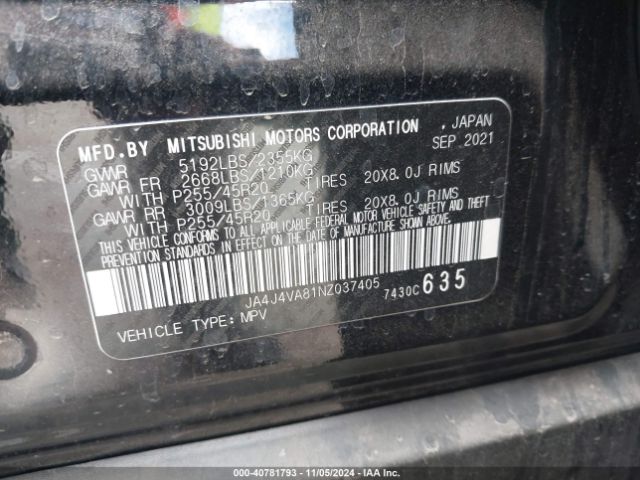 MFD.BY MITSUBISHI MOTORS CORPORATION , JAPAN
GVWR 5192LBS/2355KG SEP 2021
GAWR FR 2668LBS/1210KG
WITH P255/45R20 TIRES 20X8.0J RIMS
GAWR RR 3009LBS/1365KG
WITH P255/45R20 TIRES 20X8.0J RIMS
THIS VEHICLE CONFORMS TO ALL APPLICABLE FEDERAL MOTOR VEHICLE SAFETY AND THEFT
PREVENTION STANDARDS IN EFFECT ON THE DATE OF MANUFACTURE SHOWN ABOVE.
JA4J4VA81NZ037405 7430C 635
VEHICLE TYPE: MPV
000-40781793 - 11/05/2024 - IAA Inc.